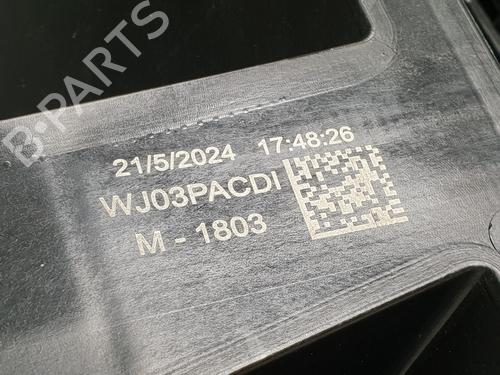 B-PARTS
21/5/2024 17:48:26
WJ03PACDI
M - 1803